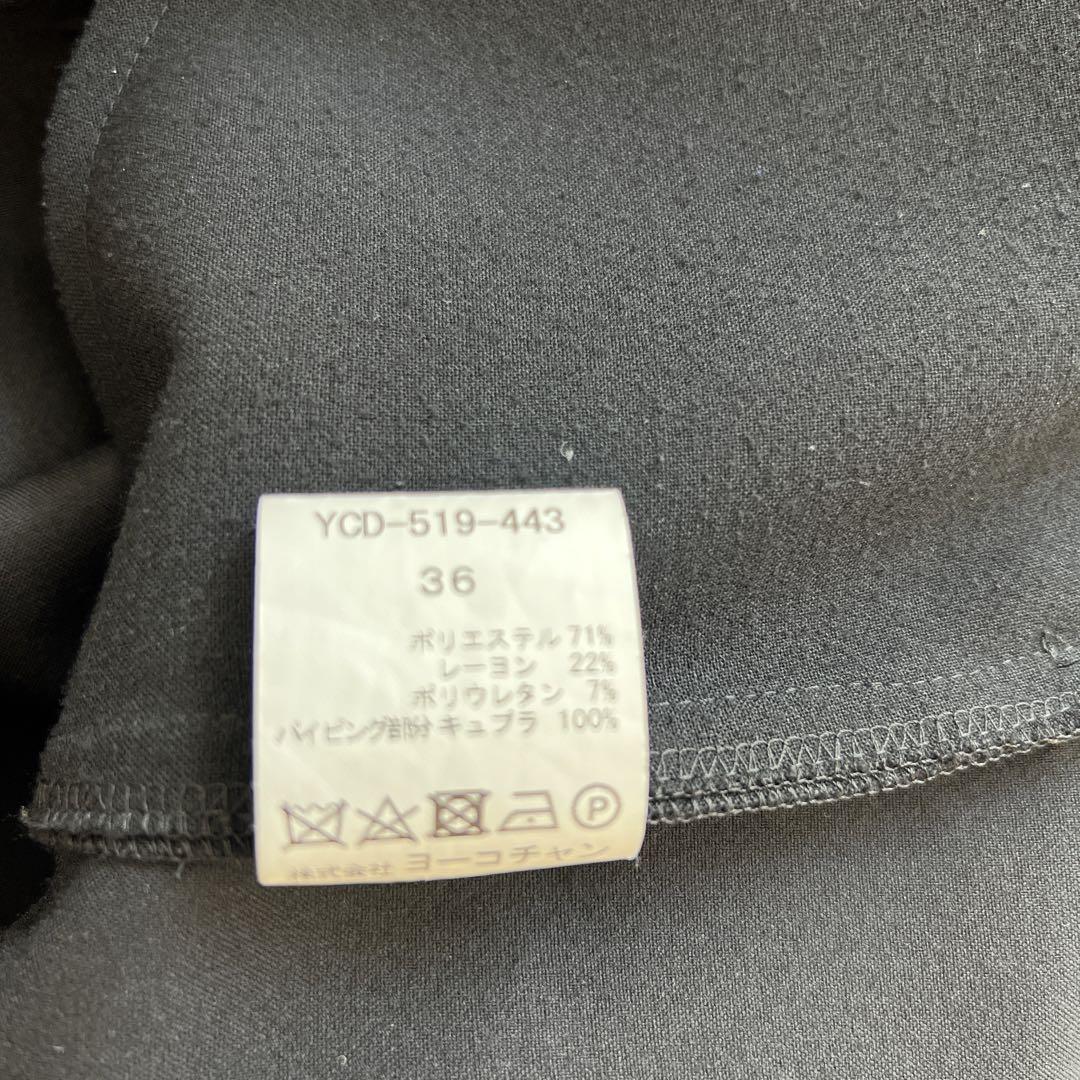 YCD-519-443
36
ポリエステル 71%
レーヨン 22%
ポリウレタン 7%
パイピング部分 キュプラ 100%
P
株式会社 ヨーコチャン